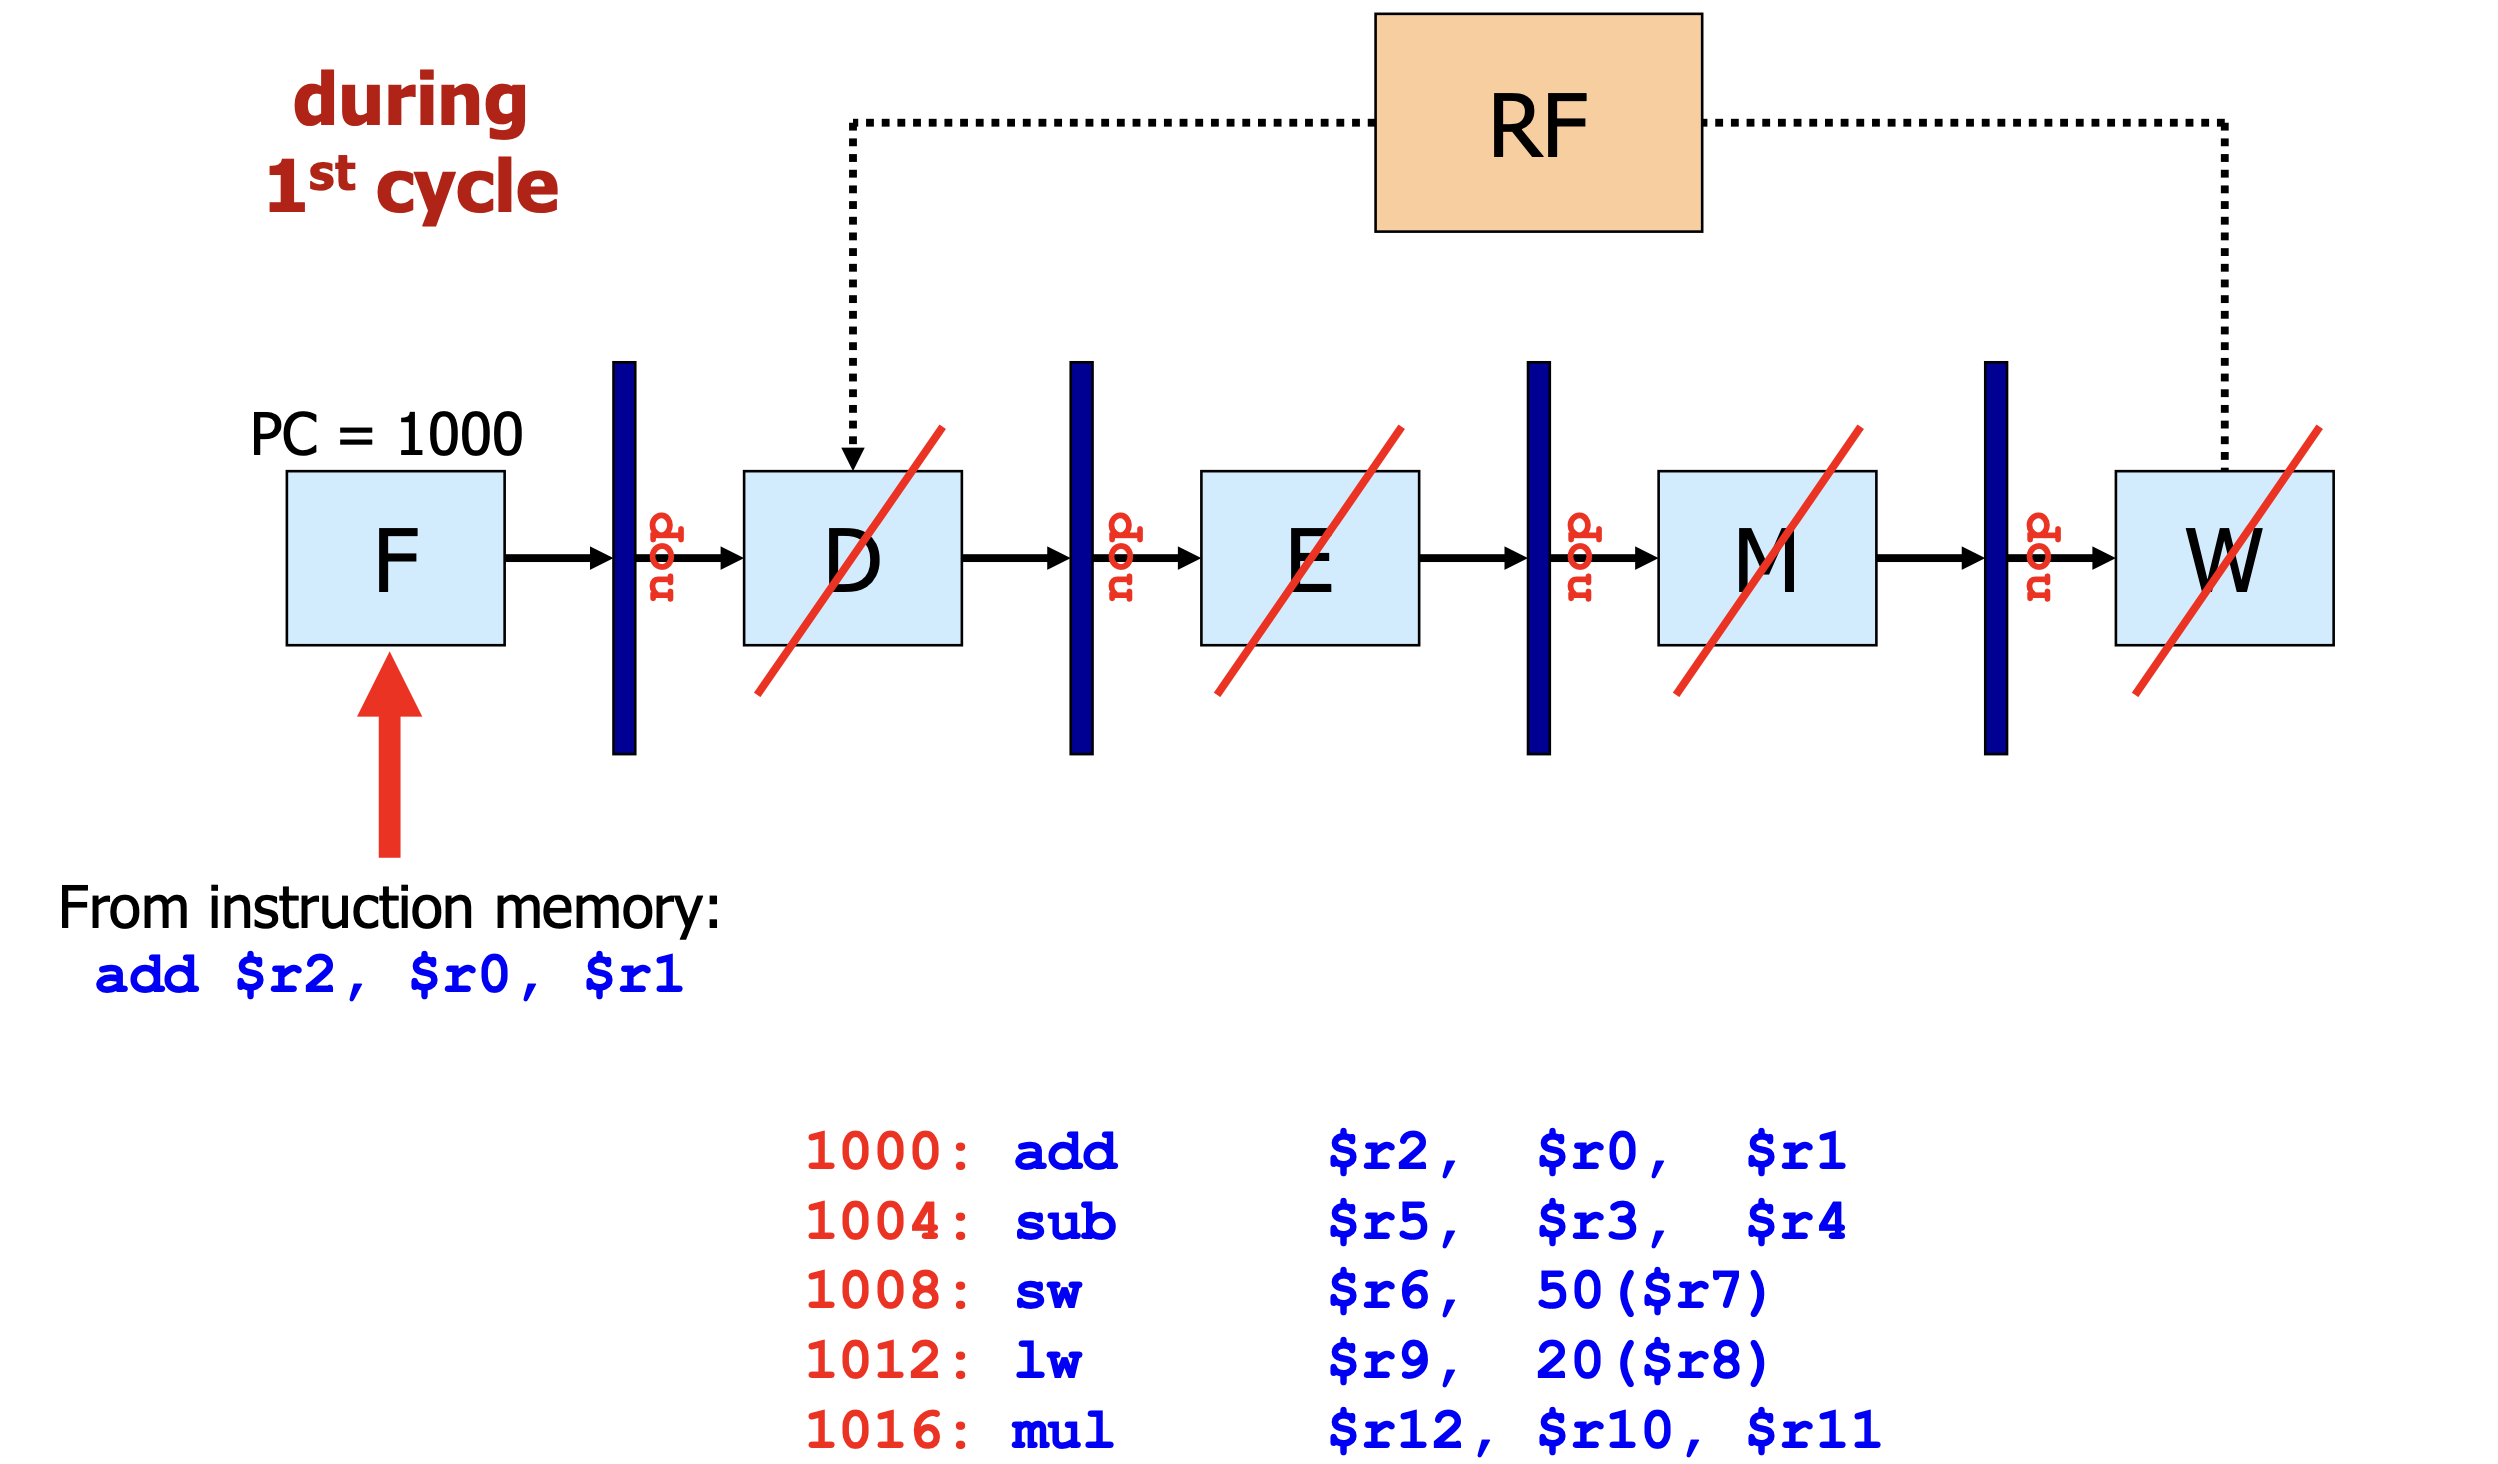 during
1st cycle
RF
PC = 1000
F
nop
D
nop
E
nop
M
nop
W
From instruction memory:
add $r2, $r0, $r1
1000: add $r2, $r0, $r1
1004: sub $r5, $r3, $r4
1008: sw $r6, 50($r7)
1012: lw $r9, 20($r8)
1016: mul $r12, $r10, $r11